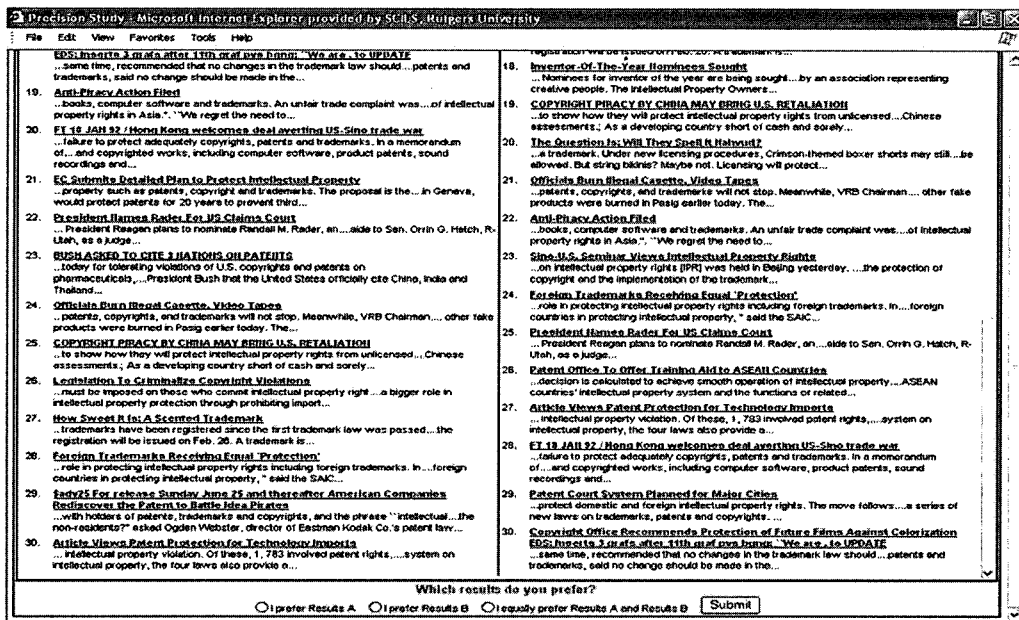 Precision Study - Microsoft Internet Explorer provided by SCILS, Rutgers University
File Edit View Favorites Tools Help
EDS: Inserts 3 grafs after 11th graf pvs bgng: ``We are . to UPDATE
...same time, recommended that no changes in the trademark law should....patents and
trademarks, said no change should be made in the...
19. Anti-Piracy Action Filed
...books, computer software and trademarks. An unfair trade complaint was....of intellectual
property rights in Asia.", ``We regret the need to...
20. FT 18 JAN 92 / Hong Kong welcomes deal averting US-Sino trade war
...failure to protect adequately copyrights, patents and trademarks. In a memorandum
of,...and copyrighted works, including computer software, product patents, sound
recordings and...
21. EC Submits Detailed Plan to Protect Intellectual Property
...property such as patents, copyright and trademarks. The proposal is the... in Geneva,
would protect patents for 20 years to prevent third...
22. President Names Rader For US Claims Court
... President Reagan plans to nominate Randall M. Rader, an....aide to Sen. Orrin G. Hatch, R-
Utah, as a judge...
23. BUSH ASKED TO CITE 3 NATIONS ON PATENTS
...today for tolerating violations of U.S. copyrights and patents on
pharmaceuticals,...President Bush that the United States officially cite China, India and
Thailand...
24. Officials Burn Illegal Casette, Video Tapes
...patents, copyrights, and trademarks will not stop. Meanwhile, VRB Chairman.... other fake
products were burned in Pasig earlier today. The...
25. COPYRIGHT PIRACY BY CHINA MAY BRING U.S. RETALIATION
...to show how they will protect intellectual property rights from unlicensed...Chinese
assessments.; As a developing country short of cash and sorely...
26. Legislation To Criminalize Copyright Violations
...must be imposed on those who commit intellectual property right ...a bigger role in
intellectual property protection through prohibiting import...
27. How Sweet It Is: A Scented Trademark
...trademarks have been registered since the first trademark law was passed....the
registration will be issued on Feb. 26. A trademark is...
28. Foreign Trademarks Receiving Equal 'Protection'
...role in protecting intellectual property rights including foreign trademarks. In....foreign
countries in protecting intellectual property, " said the SAIC...
29. $ady25 For release Sunday June 25 and thereafter American Companies
Rediscover the Patent to Battle Idea Pirates
...with holders of patents, trademarks and copyrights, and the phrase ``intellectual...the
non-residents?" asked Ogden Webster, director of Eastman Kodak Co.'s patent law...
30. Article Views Patent Protection for Technology Imports
... intellectual property violation. Of these, 1, 783 involved patent rights,....system on
intellectual property, the four laws also provide a...
registration will be issued on Feb. 26. A trademark is...
18. Inventor-Of-The-Year Nominees Sought
... Nominees for inventor of the year are being sought....by an association representing
creative people. The Intellectual Property Owners...
19. COPYRIGHT PIRACY BY CHINA MAY BRING U.S. RETALIATION
...to show how they will protect intellectual property rights from unlicensed...Chinese
assessments.; As a developing country short of cash and sorely...
20. The Question Is: Will They Spell It Hahvurd?
...a trademark. Under new licensing procedures, Crimson-themed boxer shorts may still....be
allowed. But string bikinis? Maybe not. Licensing will protect...
21. Officials Burn Illegal Casette, Video Tapes
...patents, copyrights, and trademarks will not stop. Meanwhile, VRB Chairman.... other fake
products were burned in Pasig earlier today. The...
22. Anti-Piracy Action Filed
...books, computer software and trademarks. An unfair trade complaint was....of intellectual
property rights in Asia.", ``We regret the need to...
23. Sino-U.S. Seminar Views Intellectual Property Rights
...on intellectual property rights (IPR) was held in Beijing yesterday. ....the protection of
copyright and the implementation of the trademark...
24. Foreign Trademarks Receiving Equal 'Protection'
...role in protecting intellectual property rights including foreign trademarks. In....foreign
countries in protecting intellectual property, " said the SAIC...
25. President Names Rader For US Claims Court
... President Reagan plans to nominate Randall M. Rader, an....aide to Sen. Orrin G. Hatch, R-
Utah, as a judge...
26. Patent Office To Offer Training Aid to ASEAN Countries
...decision is calculated to achieve smooth operation of intellectual property....ASEAN
countries' intellectual property system and the functions or related...
27. Article Views Patent Protection for Technology Imports
... intellectual property violation. Of these, 1, 783 involved patent rights,....system on
intellectual property, the four laws also provide a...
28. FT 18 JAN 92 / Hong Kong welcomes deal averting US-Sino trade war
...failure to protect adequately copyrights, patents and trademarks. In a memorandum
of....and copyrighted works, including computer software, product patents, sound
recordings and...
29. Patent Court System Planned for Major Cities
...protect domestic and foreign intellectual property rights. The move follows....a series of
new laws on trademarks, patents and copyrights. ...
30. Copyright Office Recommends Protection of Future Films Against Colorization
EDS: Inserts 3 grafs after 11th graf pvs bgng: ``We are . to UPDATE
...same time, recommended that no changes in the trademark law should....patents and
trademarks, said no change should be made in the...
Which results do you prefer?
I prefer Results A I prefer Results B I equally prefer Results A and Results B Submit